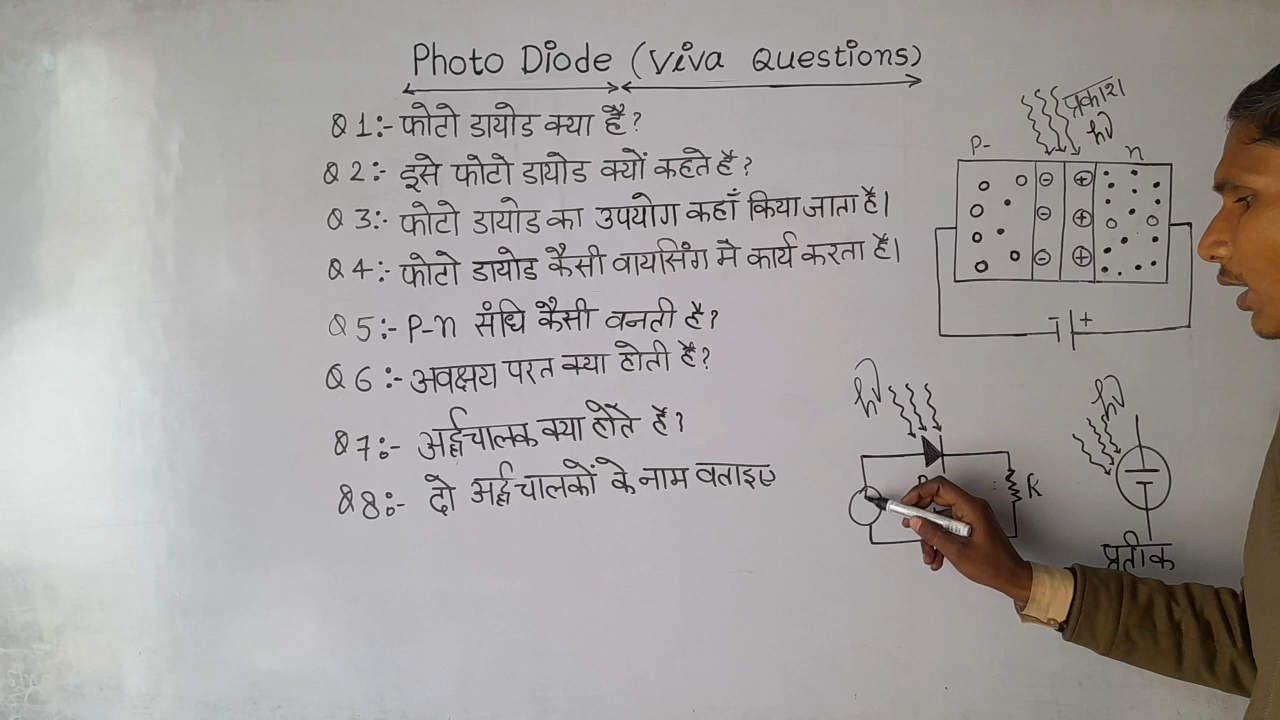 Photo Diode (Viva Questions)
Q 1:- फोटो डायोड क्या है?
Q 2:- इसे फोटो डायोड क्यों कहते है?
Q 3:- फोटो डायोड का उपयोग कहाँ किया जाता है।
Q 4:- फोटो डायोड कैसी वायसिंग मे कार्य करता है।
Q 5:- P-n संधि कैसी वनती है?
Q 6:- अवक्षय परत क्या होती है?
Q 7:- अर्द्धचालक क्या होते है?
Q 8:- दो अर्द्धचालकों के नाम वताइए
प्रकाश
hν
P-
n
- +
hν
R
hν
प्रतीक